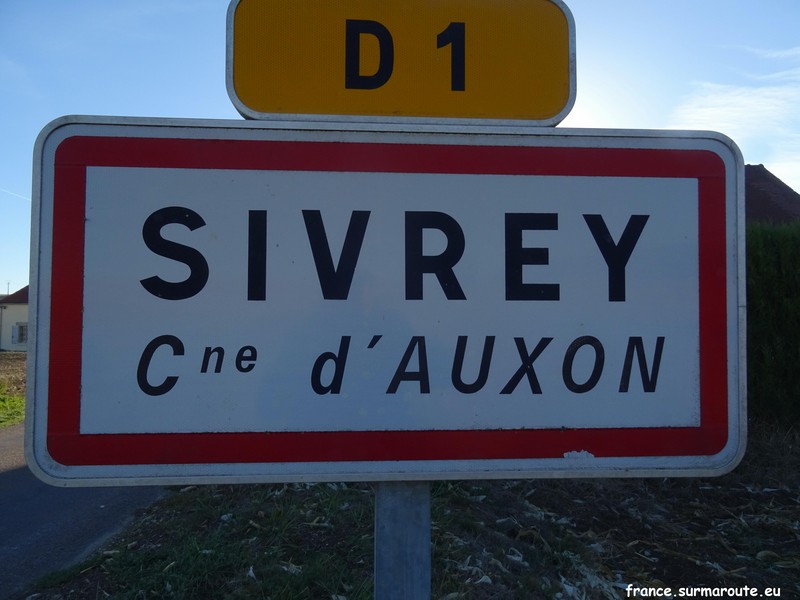 D 1
SIVREY
Cne d'AUXON
france.surmaroute.eu